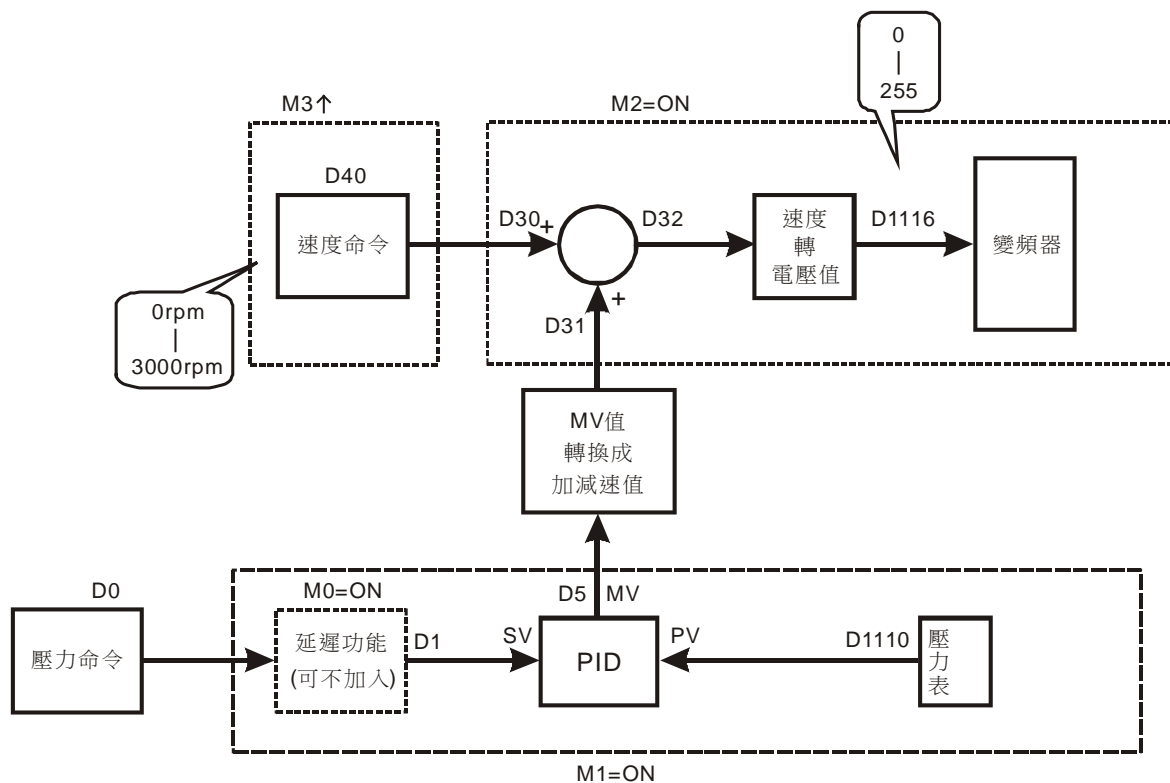 0
|
255
M3↑
M2=ON
D40
速度命令
D30
+
D32
速度
轉
電壓值
D1116
變頻器
0rpm
|
3000rpm
+
D31
MV值
轉換成
加減速值
D5 MV
D0
M0=ON
壓力命令
延遲功能
(可不加入)
D1
SV
PID
PV
D1110
壓
力
表
M1=ON